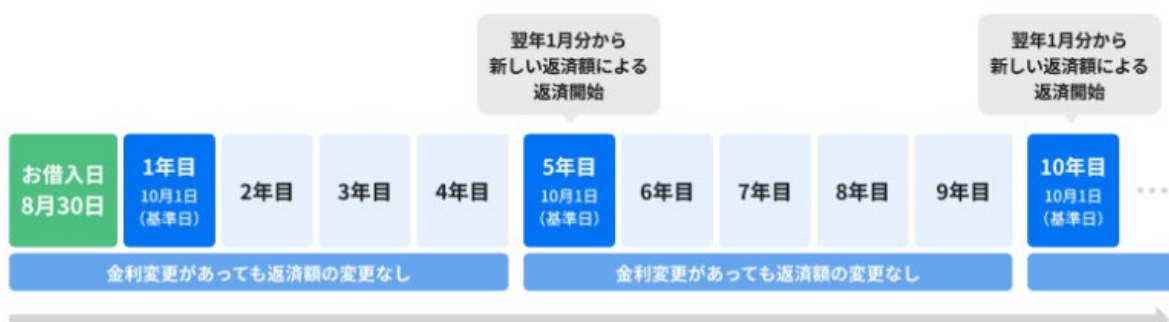 翌年1月分から
新しい返済額による
返済開始
翌年1月分から
新しい返済額による
返済開始
お借入日
8月30日
1年目
10月1日
(基準日)
2年目
3年目
4年目
5年目
10月1日
(基準日)
6年目
7年目
8年目
9年目
10年目
10月1日
(基準日)
…
金利変更があっても返済額の変更なし
金利変更があっても返済額の変更なし